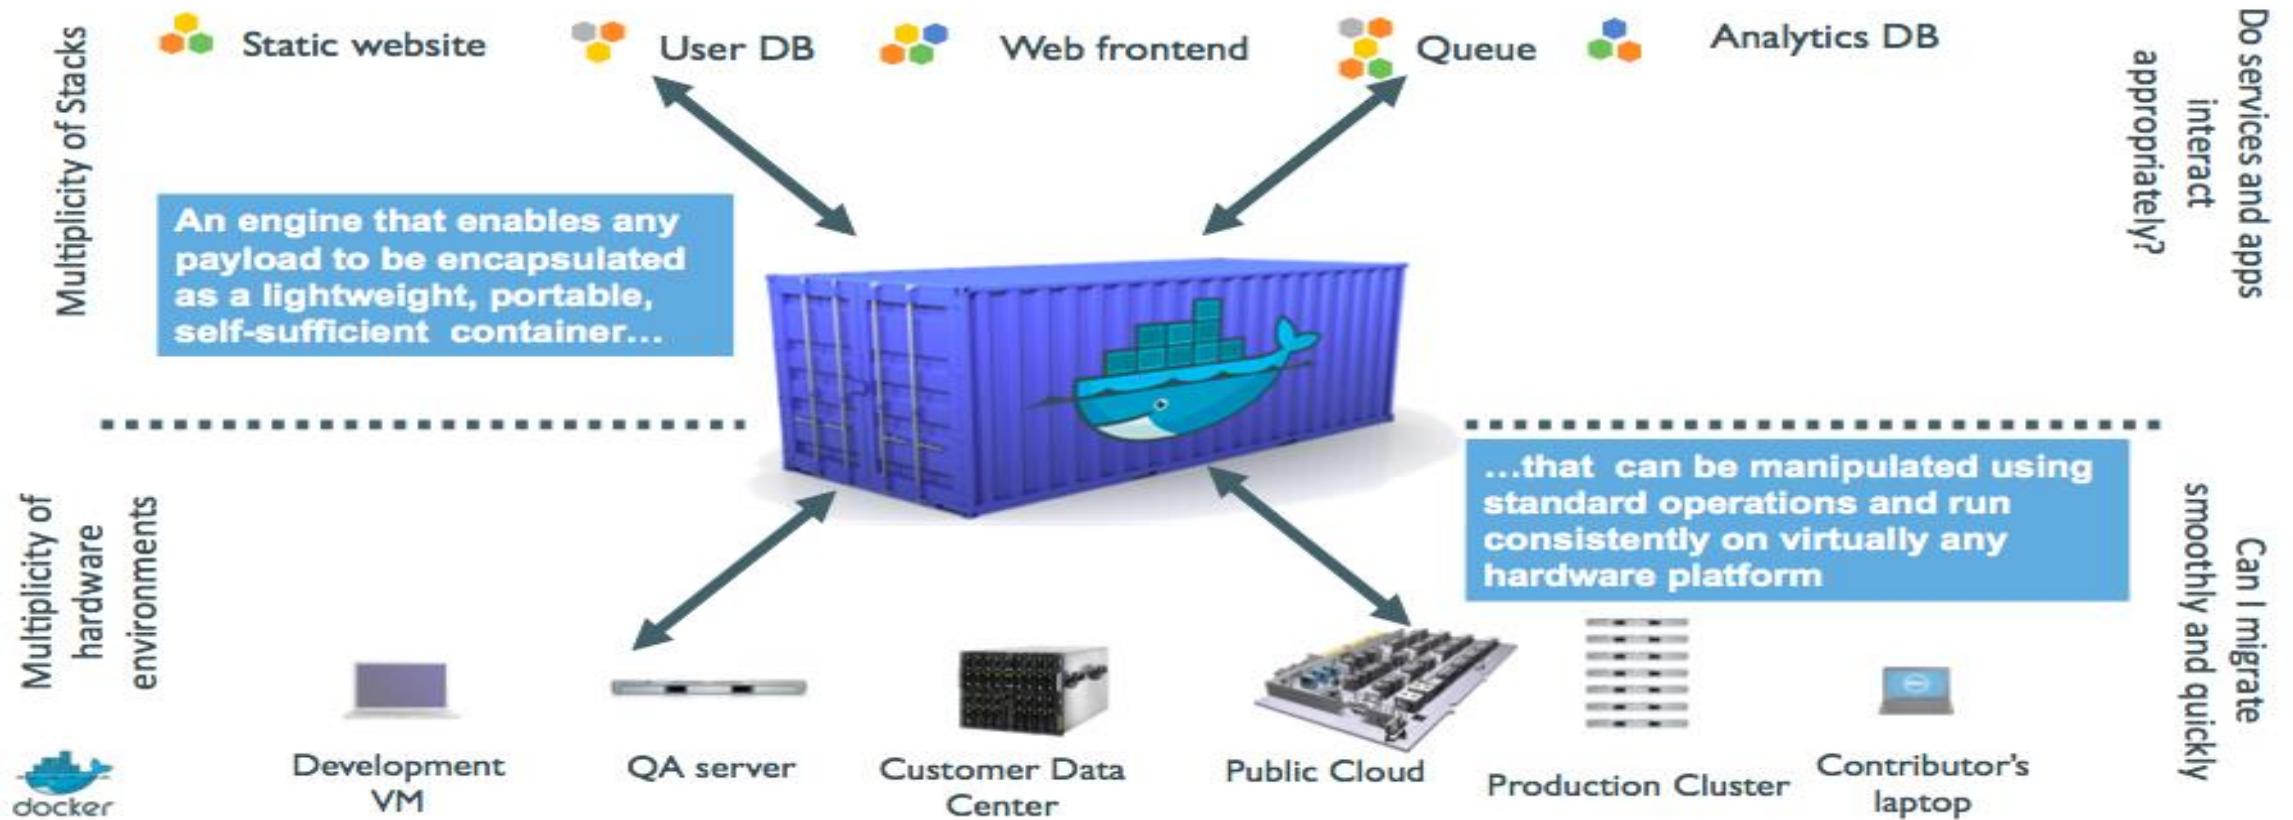 Static website
User DB
Web frontend
Queue
Analytics DB
Multiplicity of Stacks
Do services and apps
interact
appropriately?
An engine that enables any
payload to be encapsulated
as a lightweight, portable,
self-sufficient container...
...that can be manipulated using
standard operations and run
consistently on virtually any
hardware platform
Multiplicity of
hardware
environments
Can I migrate
smoothly and quickly
Development
VM
QA server
Customer Data
Center
Public Cloud
Production Cluster
Contributor's
laptop
docker